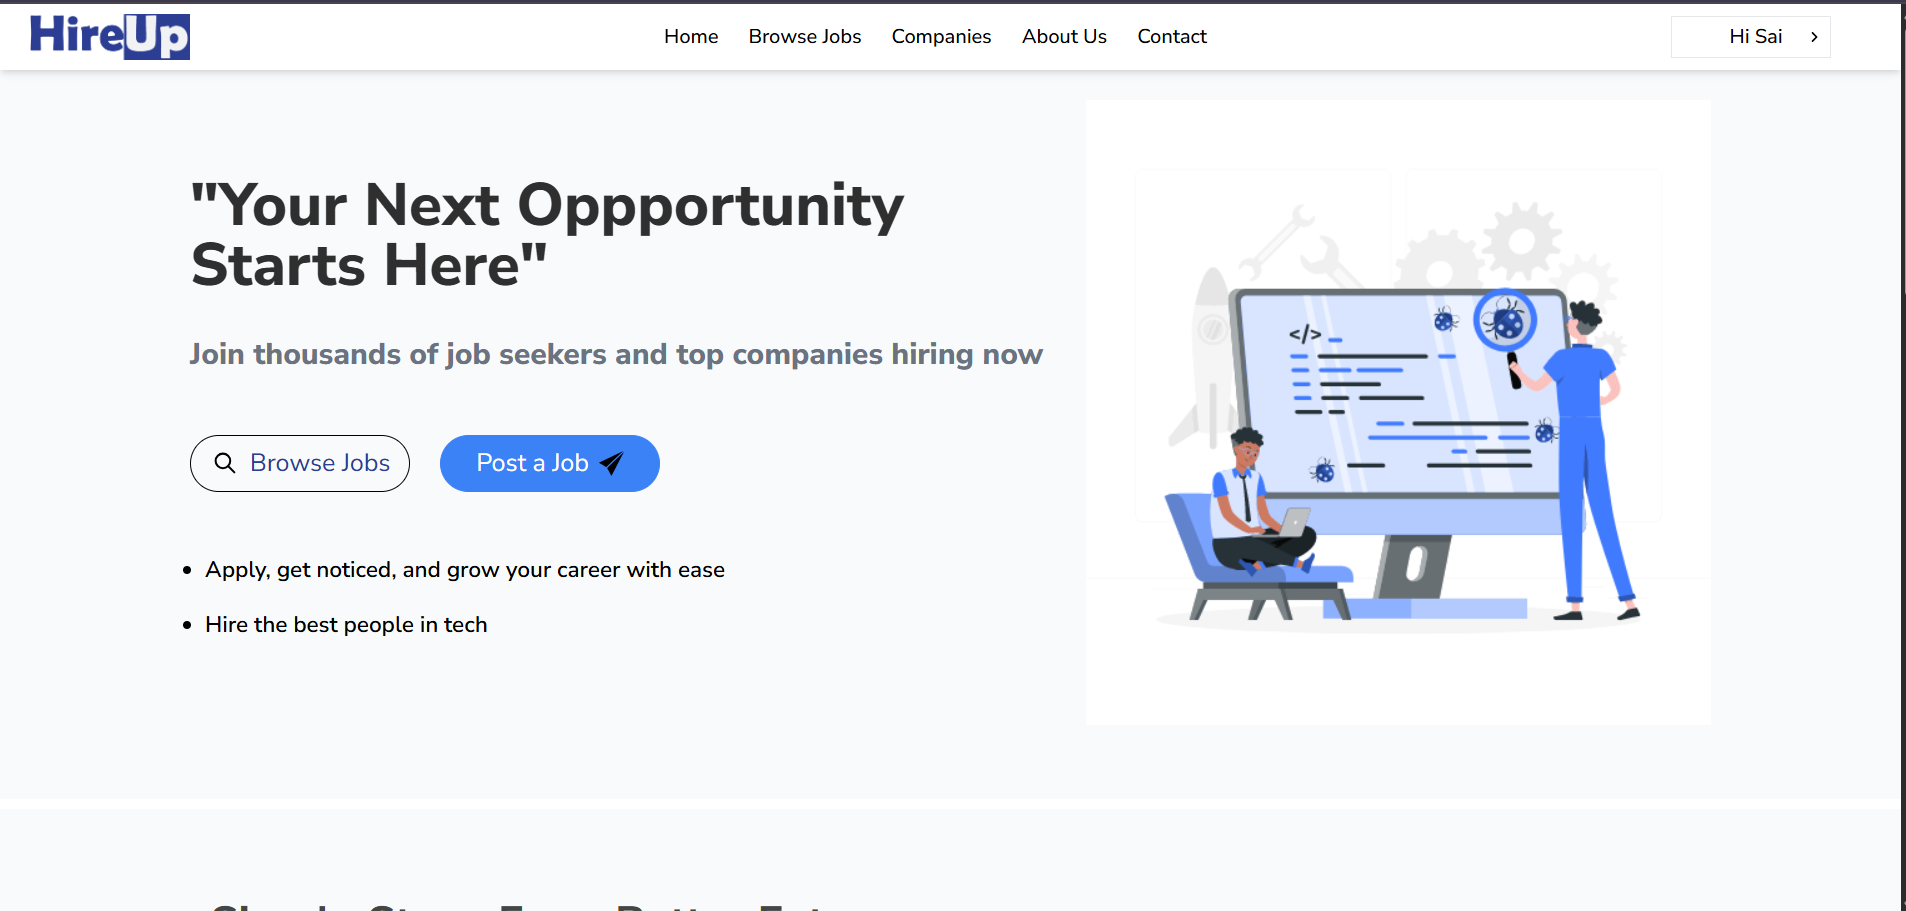 HireUp
Home Browse Jobs Companies About Us Contact
Hi Sai
"Your Next Oppportunity
Starts Here"
Join thousands of job seekers and top companies hiring now
Browse Jobs
Post a Job
Apply, get noticed, and grow your career with ease
Hire the best people in tech
</>